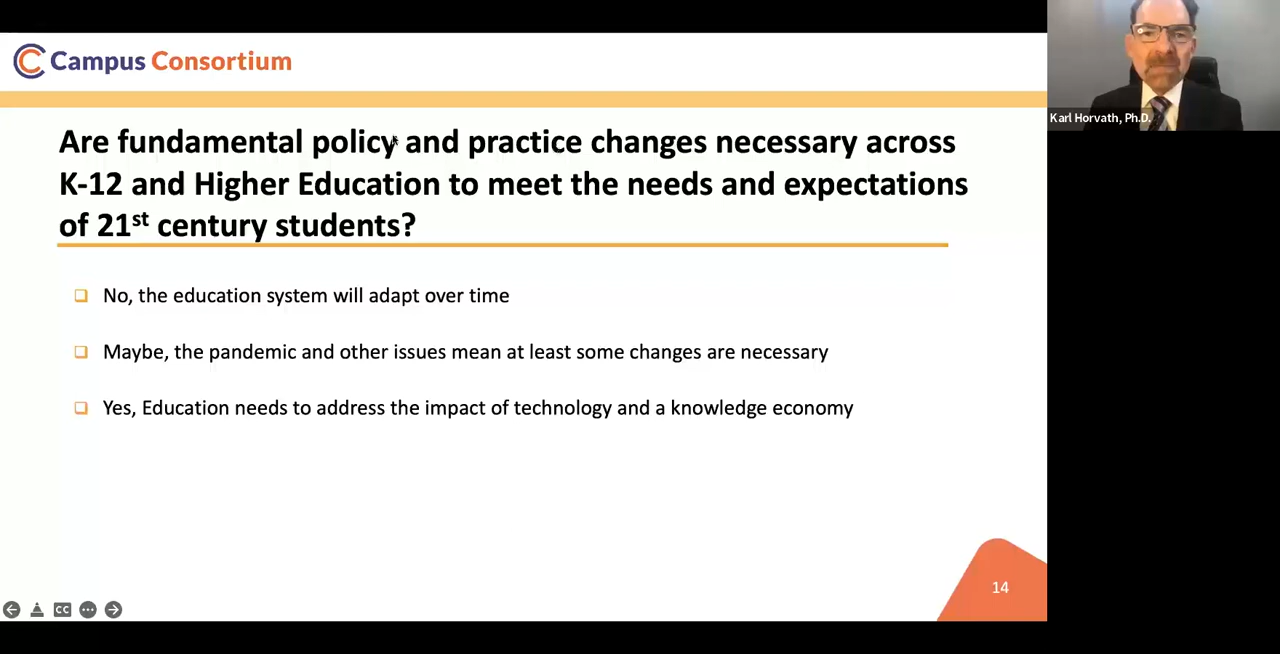 Campus Consortium
Karl Horvath, Ph.D.
Are fundamental policy and practice changes necessary across
K-12 and Higher Education to meet the needs and expectations
of 21st century students?
No, the education system will adapt over time
Maybe, the pandemic and other issues mean at least some changes are necessary
Yes, Education needs to address the impact of technology and a knowledge economy
14
CC